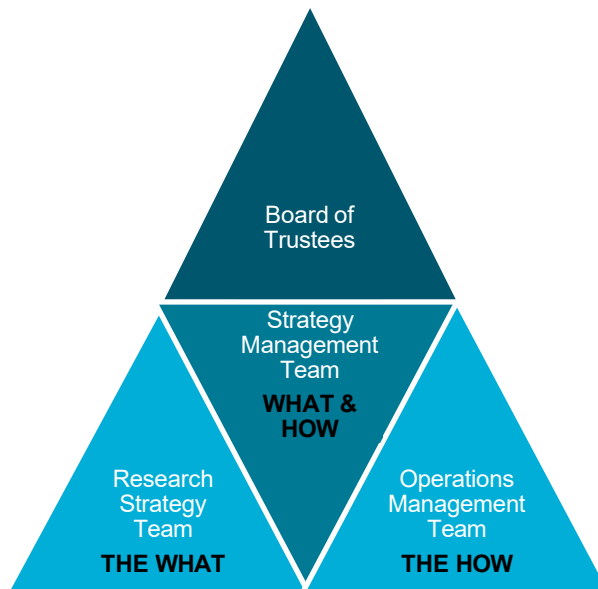 Board of
Trustees
Strategy
Management
Team
WHAT &
HOW
Research
Strategy
Team
THE WHAT
Operations
Management
Team
THE HOW